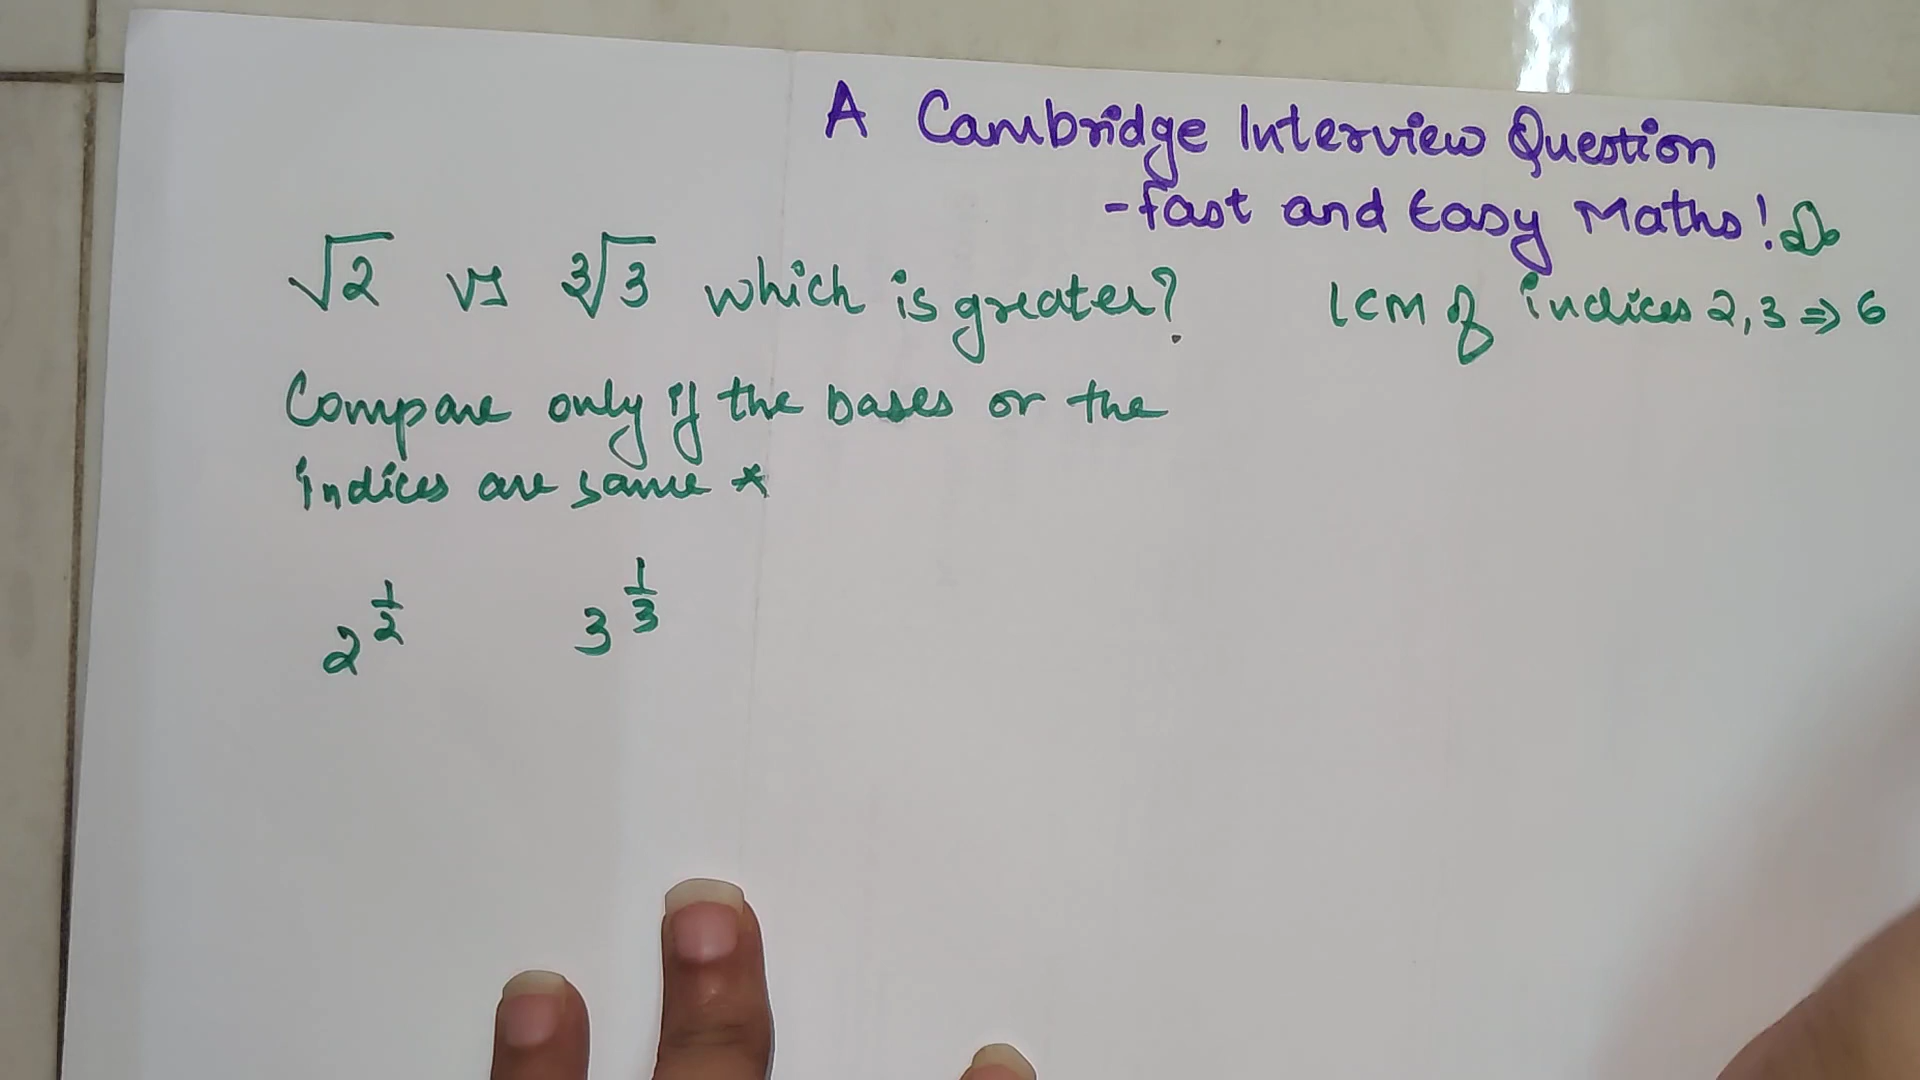 A Cambridge Interview Question
- fast and Easy Maths!
√2 vs ∛3 which is greater?
LCM of indices 2, 3 ⇒ 6
Compare only if the bases or the
indices are same *
2^(1/2) 3^(1/3)